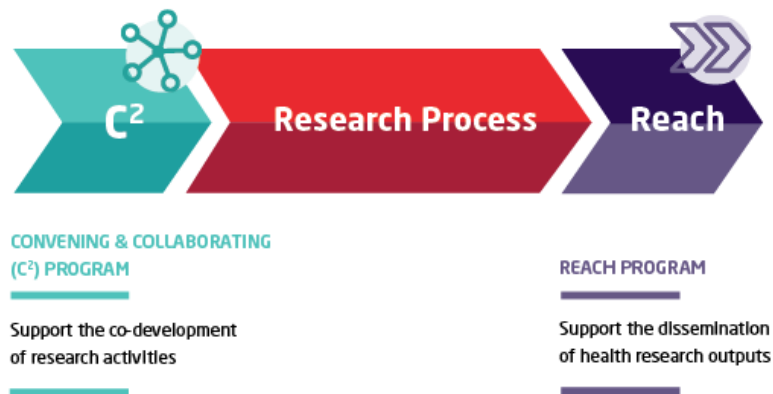 C²
Research Process
Reach
CONVENING & COLLABORATING
(C²) PROGRAM
Support the co-development
of research activities
REACH PROGRAM
Support the dissemination
of health research outputs